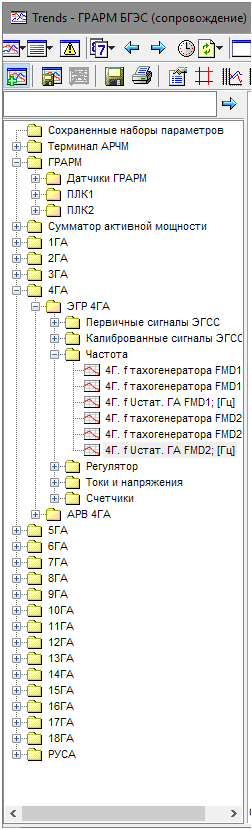 Trends - ГРАРМ БГЭС (сопровождение)
Сохраненные наборы параметров
Терминал АРЧМ
ГРАРМ
Датчики ГРАРМ
ПЛК1
ПЛК2
Сумматор активной мощности
1ГА
2ГА
3ГА
4ГА
ЭГР 4ГА
Первичные сигналы ЭГСС
Калиброванные сигналы ЭГСС
Частота
4Г. f тахогенератора FMD1
4Г. f тахогенератора FMD1
4Г. f Uстат. ГА FMD1; [Гц]
4Г. f тахогенератора FMD2
4Г. f тахогенератора FMD2
4Г. f Uстат. ГА FMD2; [Гц]
Регулятор
Токи и напряжения
Счетчики
АРВ 4ГА
5ГА
6ГА
7ГА
8ГА
9ГА
10ГА
11ГА
12ГА
13ГА
14ГА
15ГА
16ГА
17ГА
18ГА
РУСА